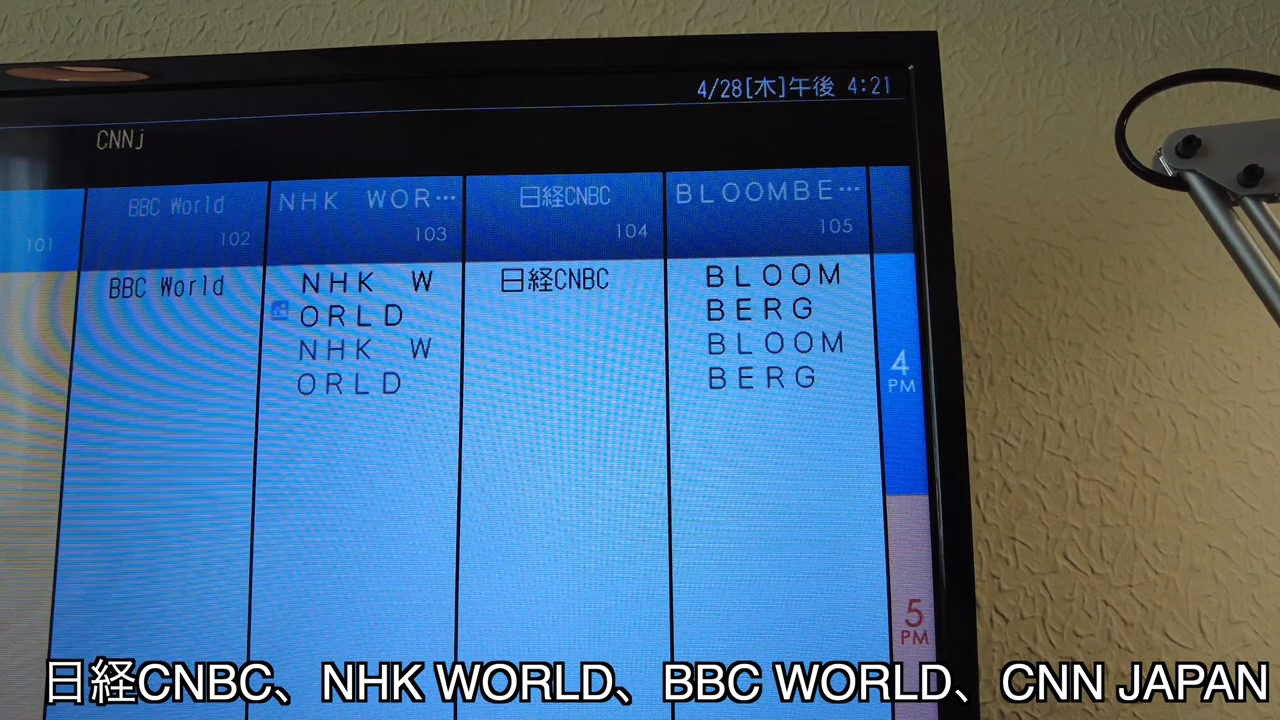 4/28[木]午後 4:21
CNNj
101
BBC World
102
NHK WOR…
103
日経CNBC
104
BLOOMBE…
105
BBC World
NHK W
ORLD
NHK W
ORLD
日経CNBC
BLOOM
BERG
BLOOM
BERG
4
PM
5
PM
日経CNBC、NHK WORLD、BBC WORLD、CNN JAPAN